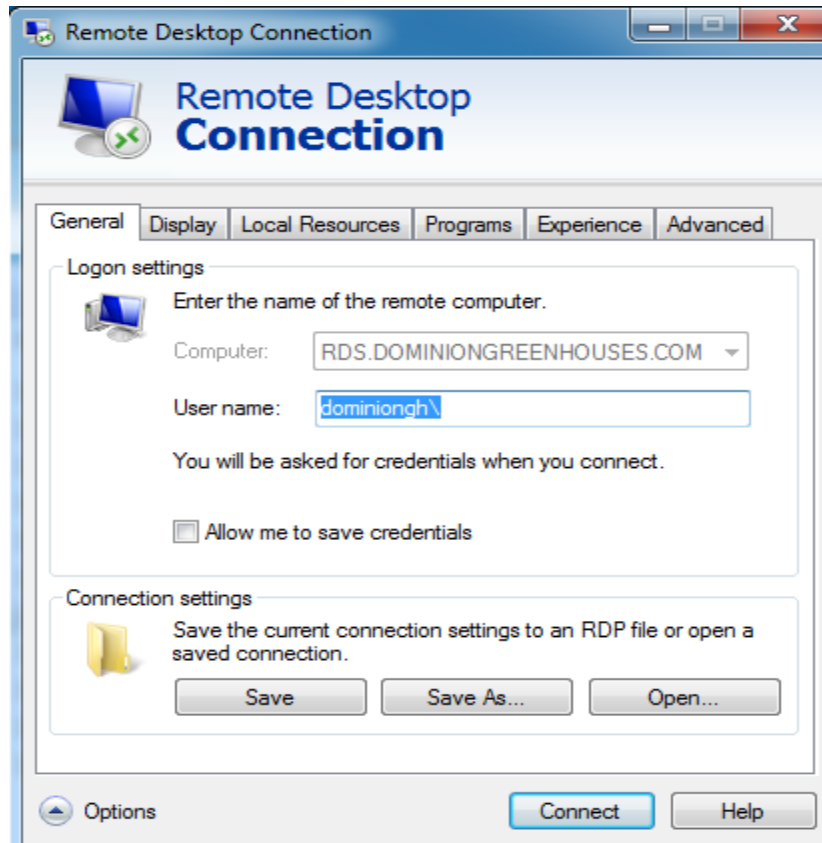 Remote Desktop Connection
Remote Desktop
Connection
General Display Local Resources Programs Experience Advanced
Logon settings
Enter the name of the remote computer.
Computer: RDS.DOMINIONGREENHOUSES.COM
User name: dominiongh\
You will be asked for credentials when you connect.
Allow me to save credentials
Connection settings
Save the current connection settings to an RDP file or open a
saved connection.
Save Save As... Open...
Options Connect Help